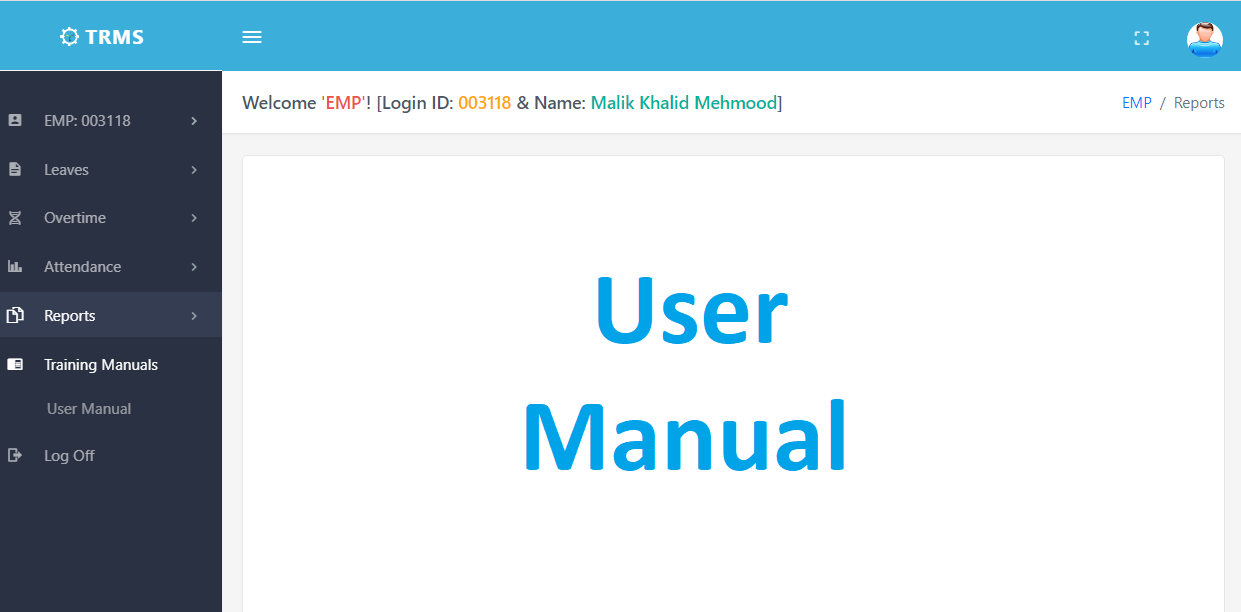 TRMS
Welcome 'EMP'! [Login ID: 003118 & Name: Malik Khalid Mehmood]
EMP / Reports
EMP: 003118
Leaves
Overtime
Attendance
Reports
Training Manuals
User Manual
Log Off
User
Manual